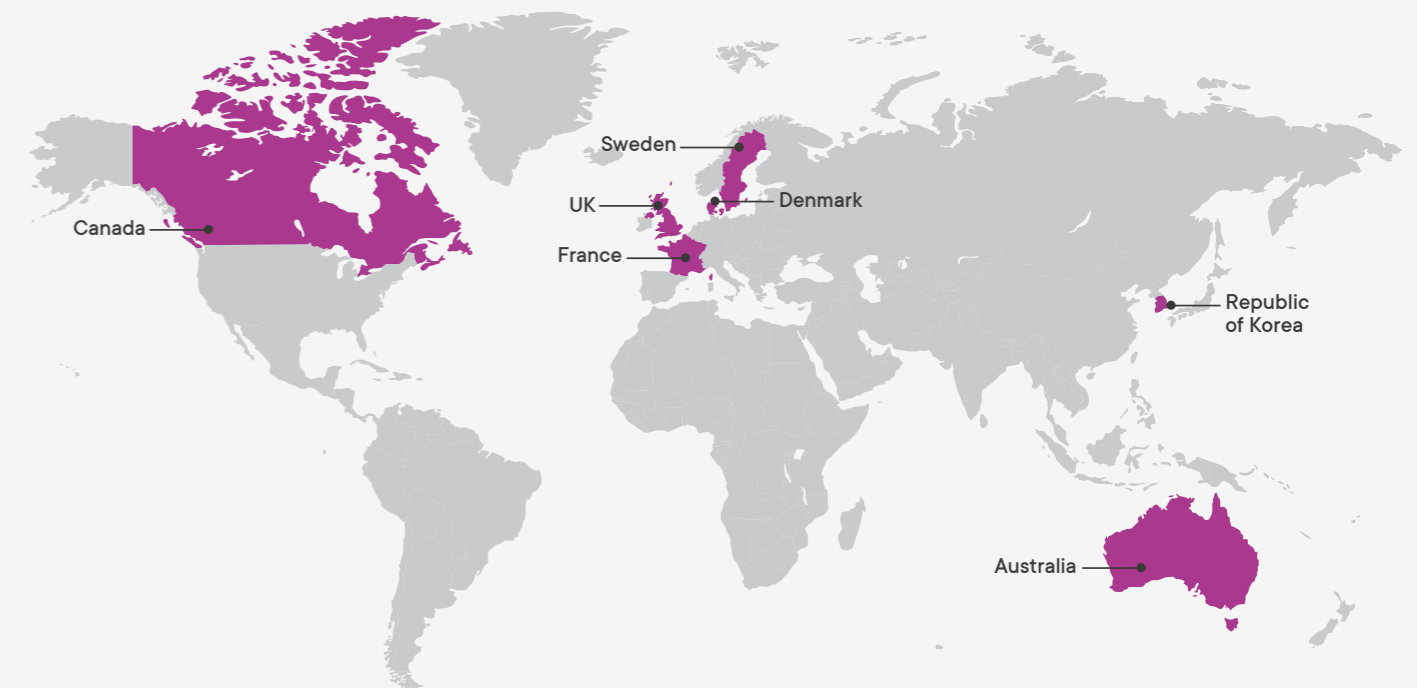 Sweden
UK
Denmark
Canada
France
Republic
of Korea
Australia